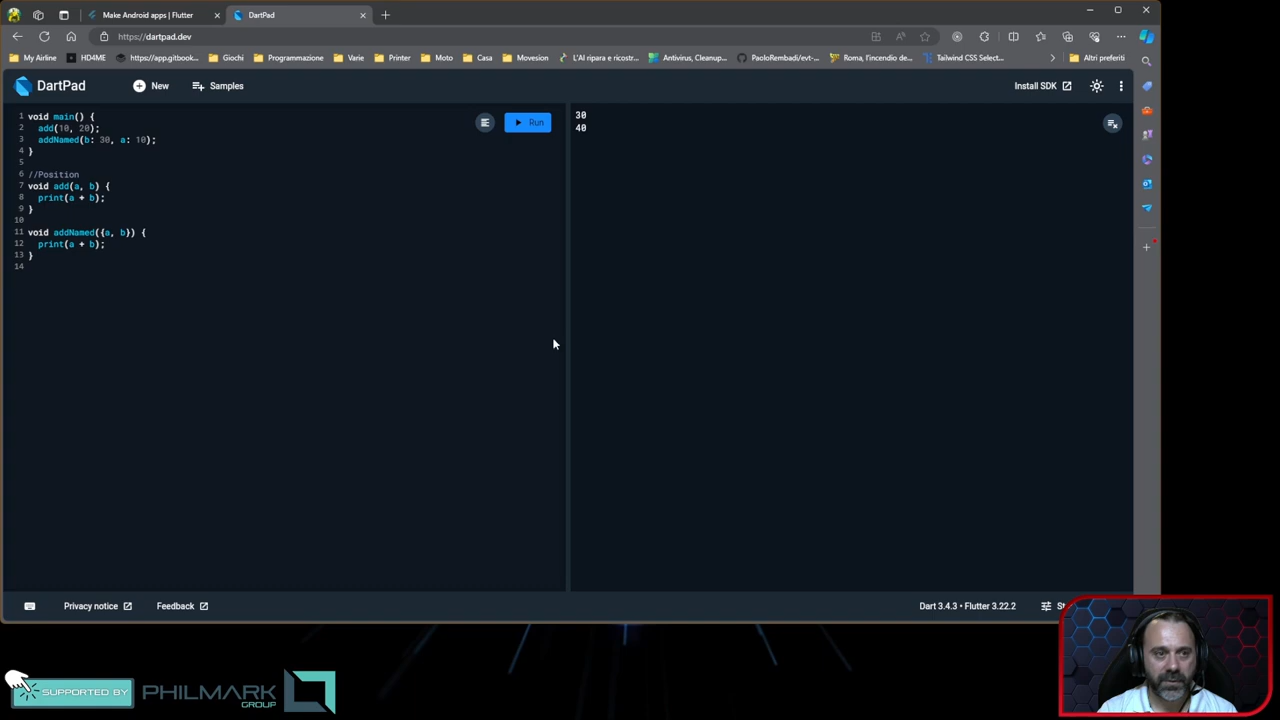 Make Android apps | Flutter
DartPad
https://dartpad.dev
My Airline
HD4ME
https://app.gitbook...
Giochi
Programmazione
Varie
Printer
Moto
Casa
Movesion
L'AI ripara e ricostr...
Antivirus, Cleanup...
PaoloRembadi/evt-...
Roma, l'incendio de...
Tailwind CSS Select...
Altri preferiti
DartPad
New
Samples
Install SDK
1 void main() {
2 add(10, 20);
3 addNamed(b: 30, a: 10);
4 }
5
6 //Position
7 void add(a, b) {
8 print(a + b);
9 }
10
11 void addNamed({a, b}) {
12 print(a + b);
13 }
14
Run
30
40
Privacy notice
Feedback
Dart 3.4.3 • Flutter 3.22.2
SUPPORTED BY
PHILMARK
GROUP